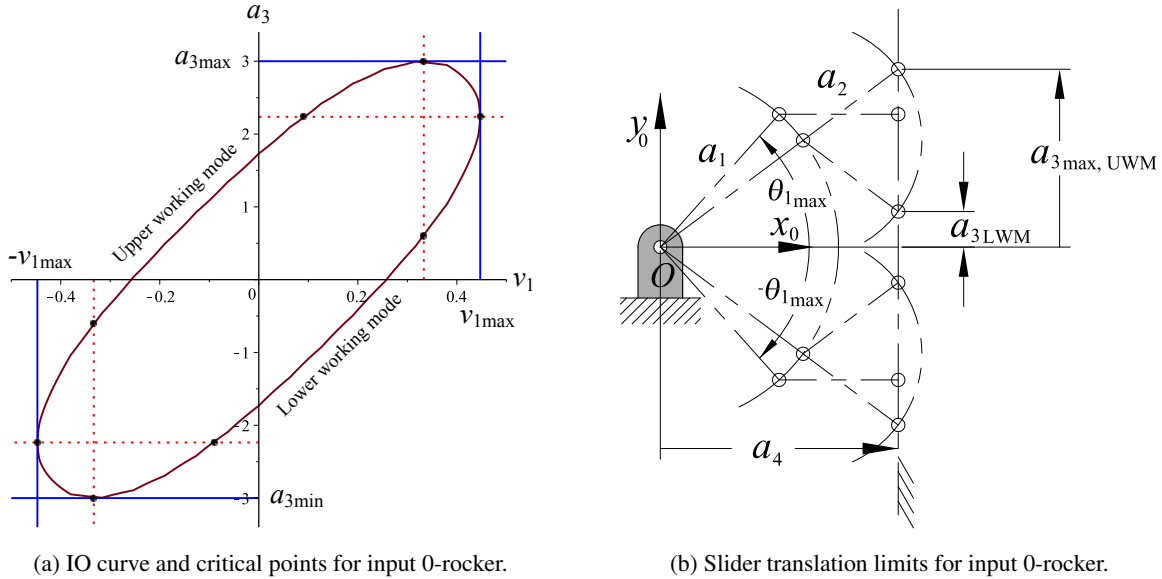 a₃
a₃max
3
2
1
Upper working mode
-v₁max
-0.4
-0.2
0
0.2
0.4
v₁
v₁max
-1
-2
-3
Lower working mode
a₃min
(a) IO curve and critical points for input 0-rocker.
y₀
a₂
a₁
θ₁max
x₀
O
-θ₁max
a₃max, UWM
a₃LWM
a₄
(b) Slider translation limits for input 0-rocker.